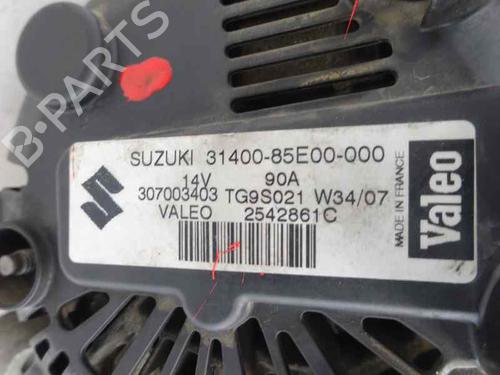 SUZUKI 31400-85E00-000
14V 90A
307003403 TG9S021 W34/07
VALEO 2542861C
MADE IN FRANCE
Valeo
B-PARTS